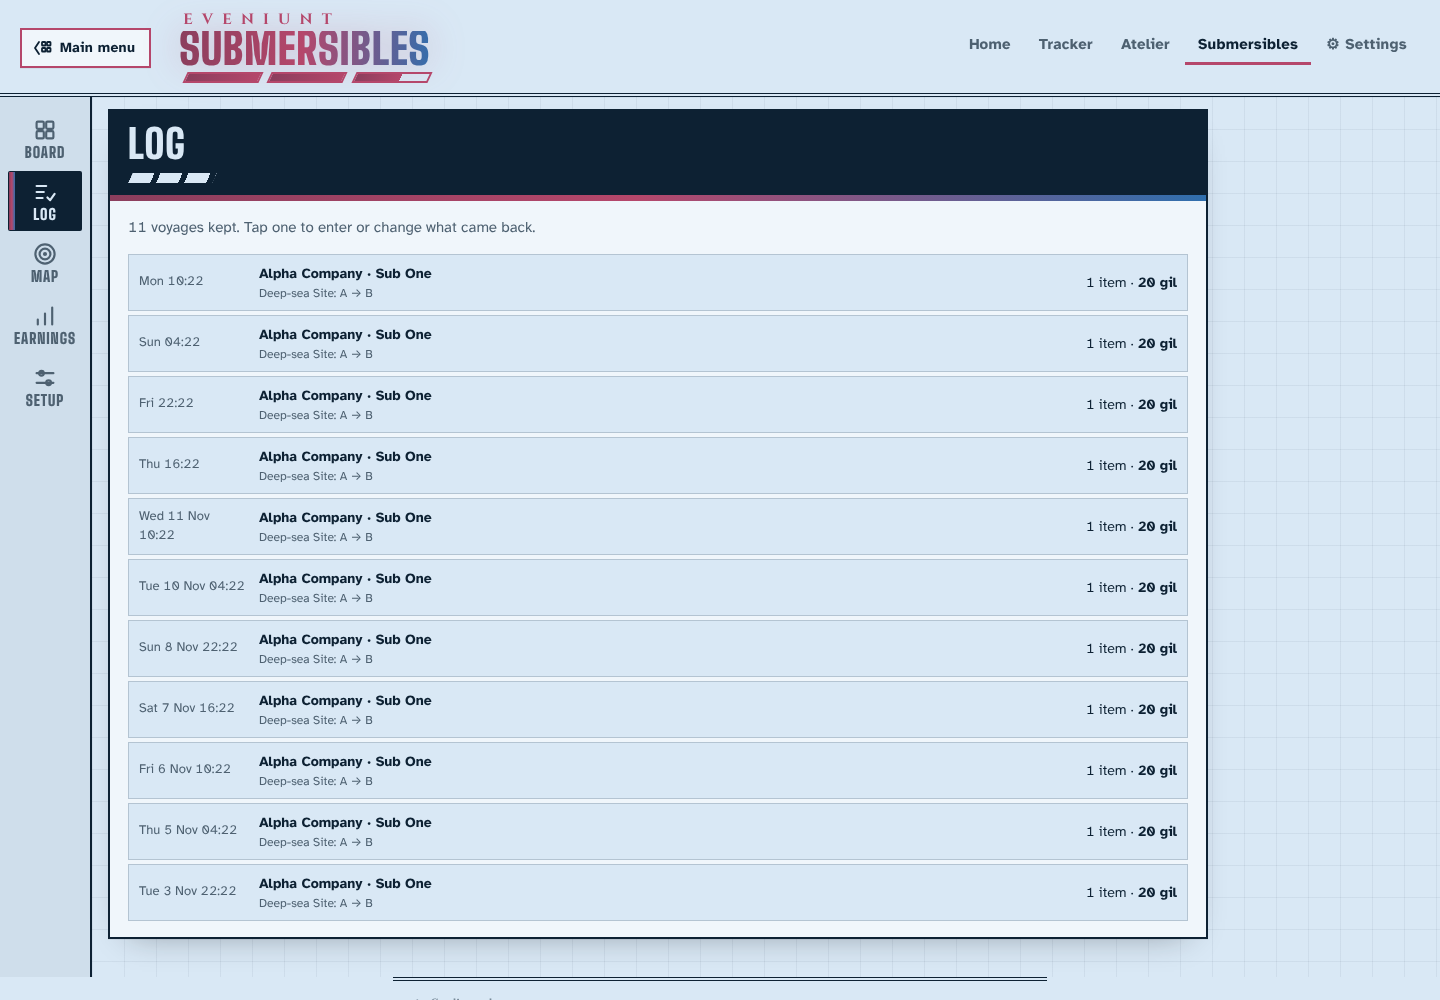 Main menu
EVENIUNT
SUBMERSIBLES
Home
Tracker
Atelier
Submersibles
Settings
BOARD
LOG
MAP
EARNINGS
SETUP
LOG
11 voyages kept. Tap one to enter or change what came back.
Mon 10:22
Alpha Company · Sub One
Deep-sea Site: A → B
1 item · 20 gil
Sun 04:22
Alpha Company · Sub One
Deep-sea Site: A → B
1 item · 20 gil
Fri 22:22
Alpha Company · Sub One
Deep-sea Site: A → B
1 item · 20 gil
Thu 16:22
Alpha Company · Sub One
Deep-sea Site: A → B
1 item · 20 gil
Wed 11 Nov
10:22
Alpha Company · Sub One
Deep-sea Site: A → B
1 item · 20 gil
Tue 10 Nov 04:22
Alpha Company · Sub One
Deep-sea Site: A → B
1 item · 20 gil
Sun 8 Nov 22:22
Alpha Company · Sub One
Deep-sea Site: A → B
1 item · 20 gil
Sat 7 Nov 16:22
Alpha Company · Sub One
Deep-sea Site: A → B
1 item · 20 gil
Fri 6 Nov 10:22
Alpha Company · Sub One
Deep-sea Site: A → B
1 item · 20 gil
Thu 5 Nov 04:22
Alpha Company · Sub One
Deep-sea Site: A → B
1 item · 20 gil
Tue 3 Nov 22:22
Alpha Company · Sub One
Deep-sea Site: A → B
1 item · 20 gil